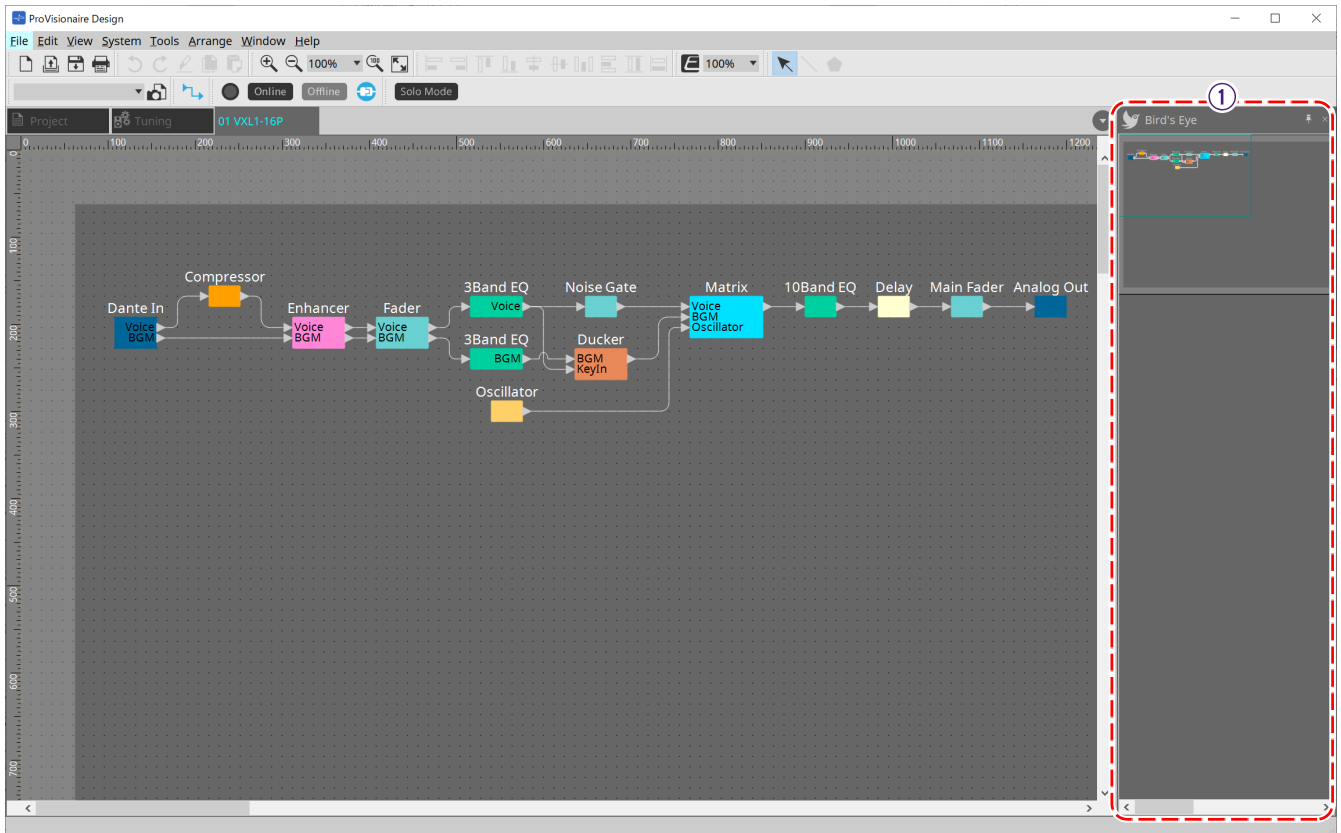 ProVisionaire Design
File Edit View System Tools Arrange Window Help
100% 100 E 100%
Online Offline Solo Mode
Project Tuning 01 VXL1-16P
1
Bird's Eye
0 100 200 300 400 500 600 700 800 900 1000 1100 1200
0
100
200
300
400
500
600
700
Compressor
Dante In
Voice
BGM
Enhancer
Voice
BGM
Fader
Voice
BGM
3Band EQ
Voice
3Band EQ
BGM
Oscillator
Noise Gate
Ducker
BGM
KeyIn
Matrix
Voice
BGM
Oscillator
10Band EQ
Delay
Main Fader
Analog Out